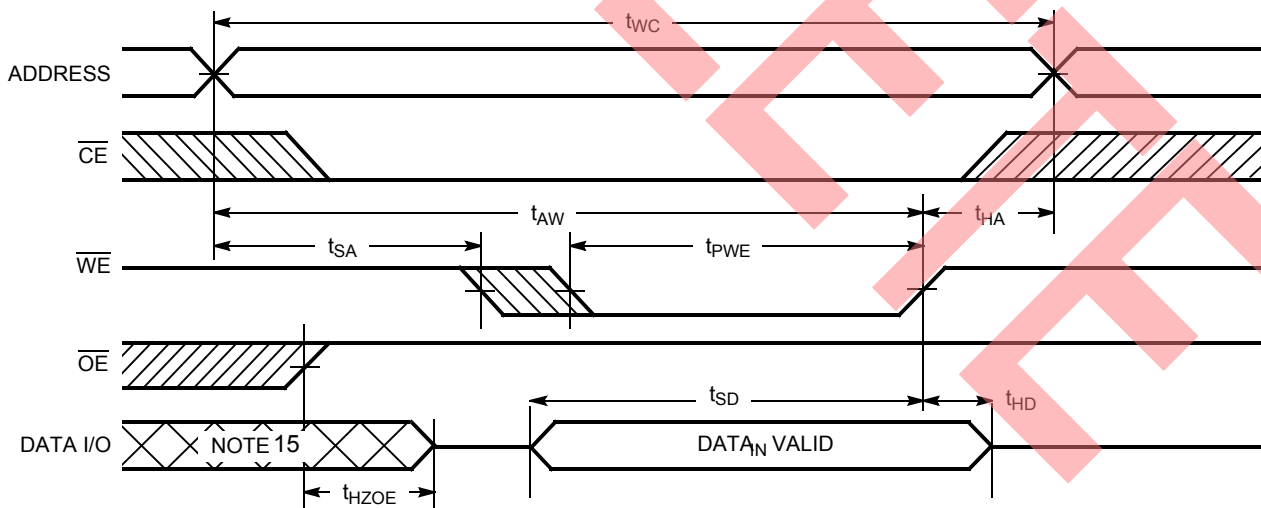 tWC
ADDRESS
CE
tAW
tHA
tSA
tPWE
WE
OE
tSD
tHD
DATA I/O
NOTE 15
DATAIN VALID
tHZOE